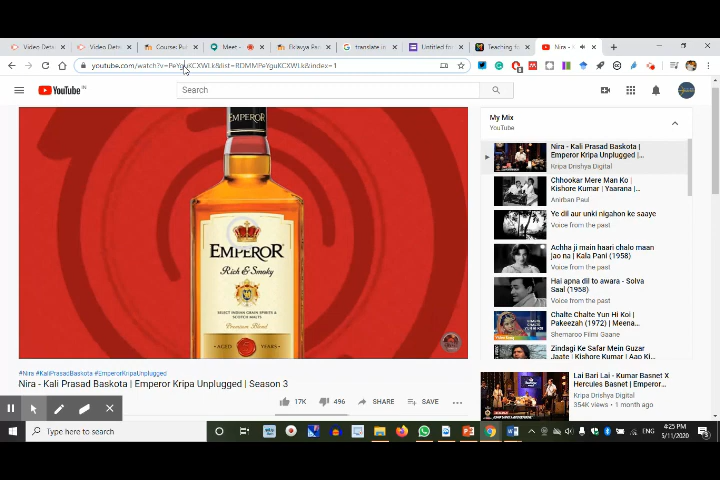 Video Deta
Video Deta
Course: Pu
Meet -
Eklavya Par
translate in
Untitled fo
Teaching fo
Nira -
youtube.com/watch?v=PeYguKCXWLk&list=RDMMPeYguKCXWLk&index=1
YouTube IN
Search
EMPEROR
EMPEROR
Rich & Smoky
SELECT INDIAN GRAIN SPIRITS &
SCOTCH MALTS
Premium Blend
AGED YEARS
My Mix
YouTube
Nira - Kali Prasad Baskota |
Emperor Kripa Unplugged |...
Kripa Drishya Digital
Chhookar Mere Man Ko |
Kishore Kumar | Yaarana |...
Anirban Paul
Ye dil aur unki nigahon ke saaye
Voice from the past
Achha ji main haari chalo maan
jao na | Kala Pani (1958)
Voice from the past
Hai apna dil to awara - Solva
Saal (1958)
Voice from the past
Chalte Chalte Yun Hi Koi |
Pakeezah (1972) | Meena...
Shemaroo Filmi Gaane
Zindagi Ke Safar Mein Guzar
Jaate | Kishore Kumar | Aap Ki...
#Nira #KaliPrasadBaskota #EmperorKripaUnplugged
Nira - Kali Prasad Baskota | Emperor Kripa Unplugged | Season 3
17K
496
SHARE
SAVE
Lai Bari Lai - Kumar Basnet X
Hercules Basnet | Emperor...
Kripa Drishya Digital
354K views • 1 month ago
Type here to search
ENG
4:25 PM
5/11/2020